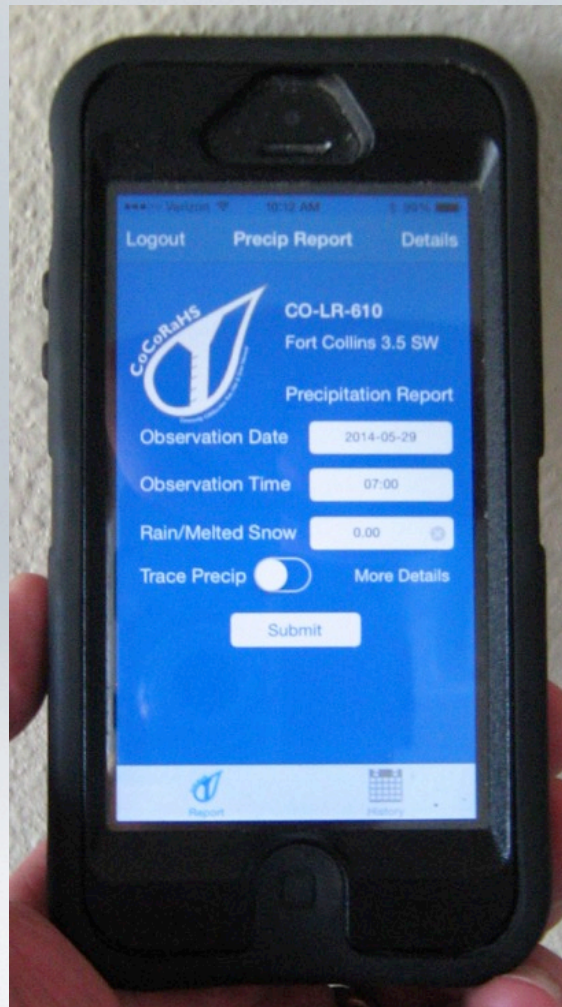 Verizon 10:12 AM 99%
Logout Precip Report Details
CoCoRaHS
CO-LR-610
Fort Collins 3.5 SW
Precipitation Report
Observation Date 2014-05-29
Observation Time 07:00
Rain/Melted Snow 0.00
Trace Precip More Details
Submit
Report History